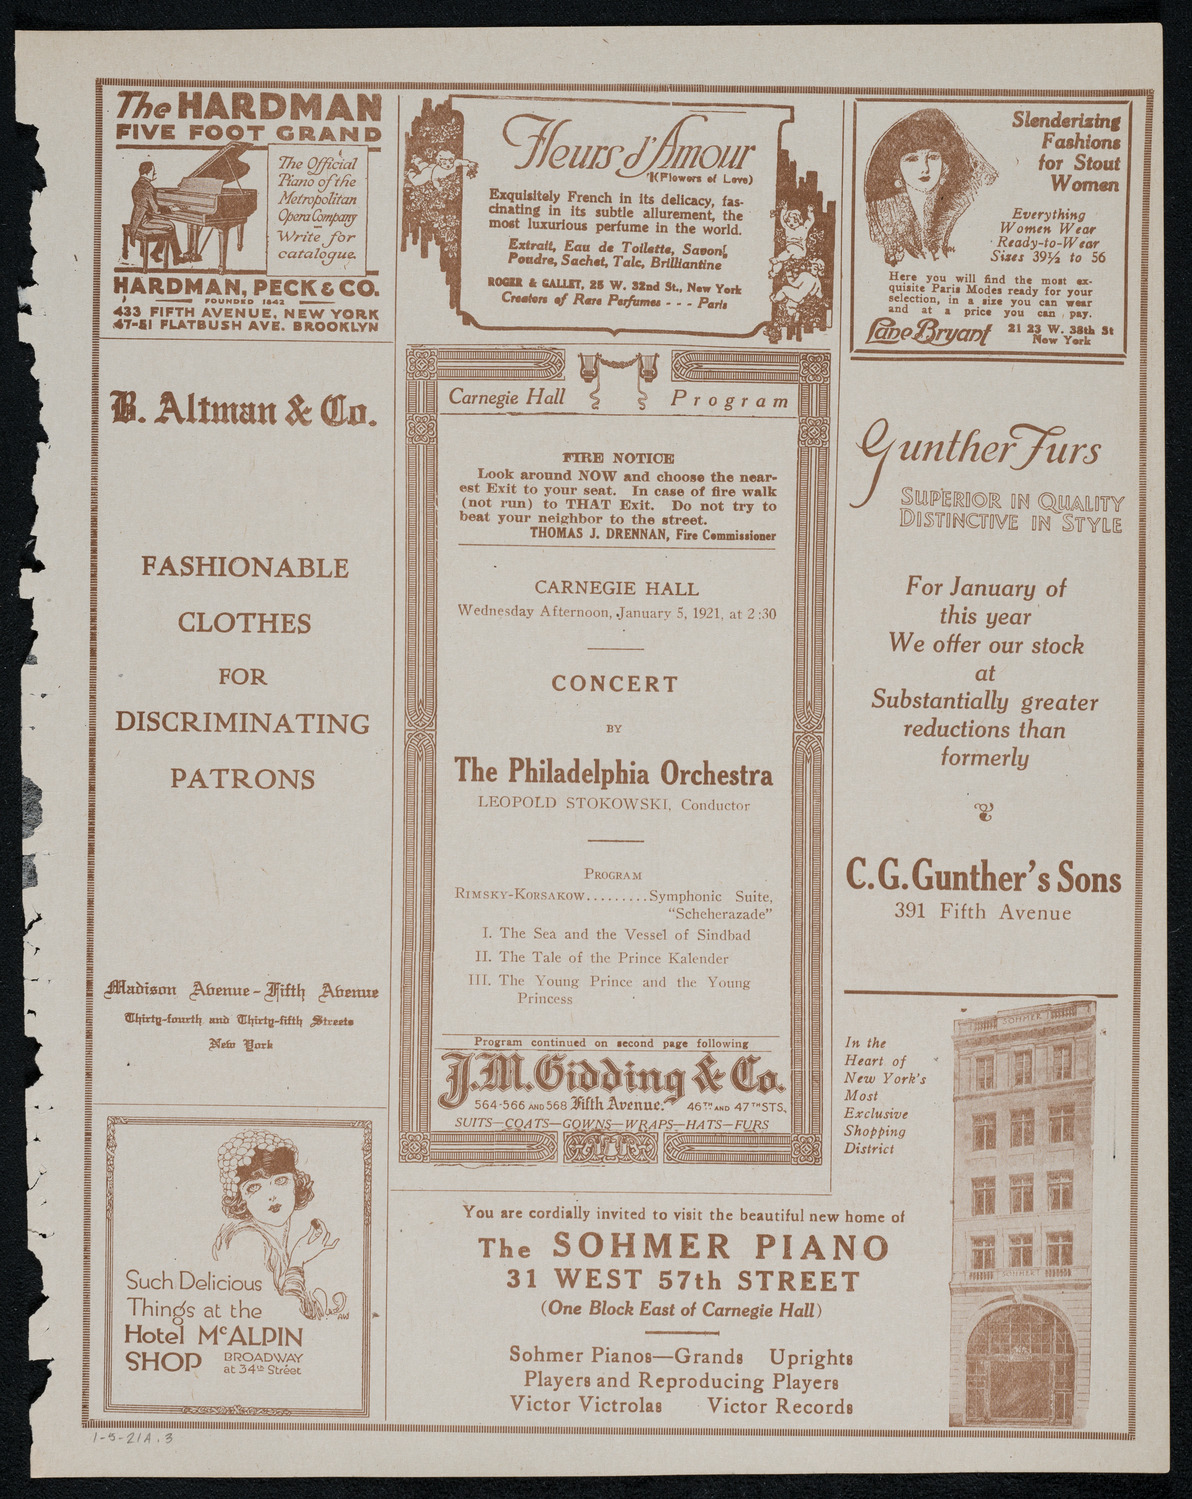 The HARDMAN
FIVE FOOT GRAND
The Official
Piano of the
Metropolitan
Opera Company
Write for
catalogue.
HARDMAN, PECK & CO.
FOUNDED 1842
433 FIFTH AVENUE, NEW YORK
47-51 FLATBUSH AVE. BROOKLYN
Fleurs d'Amour
(Flowers of Love)
Exquisitely French in its delicacy, fas-
cinating in its subtle allurement, the
most luxurious perfume in the world.
Extrait, Eau de Toilette, Savon,
Poudre, Sachet, Talc, Brilliantine
ROGER & GALLET, 25 W. 32nd St., New York
Creators of Rare Perfumes - - - Paris
Slenderizing
Fashions
for Stout
Women
Everything
Women Wear
Ready-to-Wear
Sizes 39½ to 56
Here you will find the most ex-
quisite Paris Modes ready for your
selection, in a size you can wear
and at a price you can pay.
Lane Bryant 21 23 W. 38th St
New York
B. Altman & Co.
FASHIONABLE
CLOTHES
FOR
DISCRIMINATING
PATRONS
Madison Avenue - Fifth Avenue
Thirty-fourth and Thirty-fifth Streets
New York
Such Delicious
Things at the
Hotel McALPIN
SHOP BROADWAY
at 34th Street
Carnegie Hall Program
FIRE NOTICE
Look around NOW and choose the near-
est Exit to your seat. In case of fire walk
(not run) to THAT Exit. Do not try to
beat your neighbor to the street.
THOMAS J. DRENNAN, Fire Commissioner
CARNEGIE HALL
Wednesday Afternoon, January 5, 1921, at 2:30
CONCERT
BY
The Philadelphia Orchestra
LEOPOLD STOKOWSKI, Conductor
PROGRAM
RIMSKY-KORSAKOW.........Symphonic Suite,
"Scheherazade"
I. The Sea and the Vessel of Sindbad
II. The Tale of the Prince Kalender
III. The Young Prince and the Young
Princess
Program continued on second page following
J.M. Gidding & Co.
564-566 AND 568 Fifth Avenue. 46TH AND 47TH STS.
SUITS—COATS—GOWNS—WRAPS—HATS—FURS
Gunther Furs
SUPERIOR IN QUALITY
DISTINCTIVE IN STYLE
For January of
this year
We offer our stock
at
Substantially greater
reductions than
formerly
C.G. Gunther's Sons
391 Fifth Avenue
In the
Heart of
New York's
Most
Exclusive
Shopping
District
SOHMER
SOHMER
You are cordially invited to visit the beautiful new home of
The SOHMER PIANO
31 WEST 57th STREET
(One Block East of Carnegie Hall)
Sohmer Pianos—Grands Uprights
Players and Reproducing Players
Victor Victrolas Victor Records
1-5-21A.3